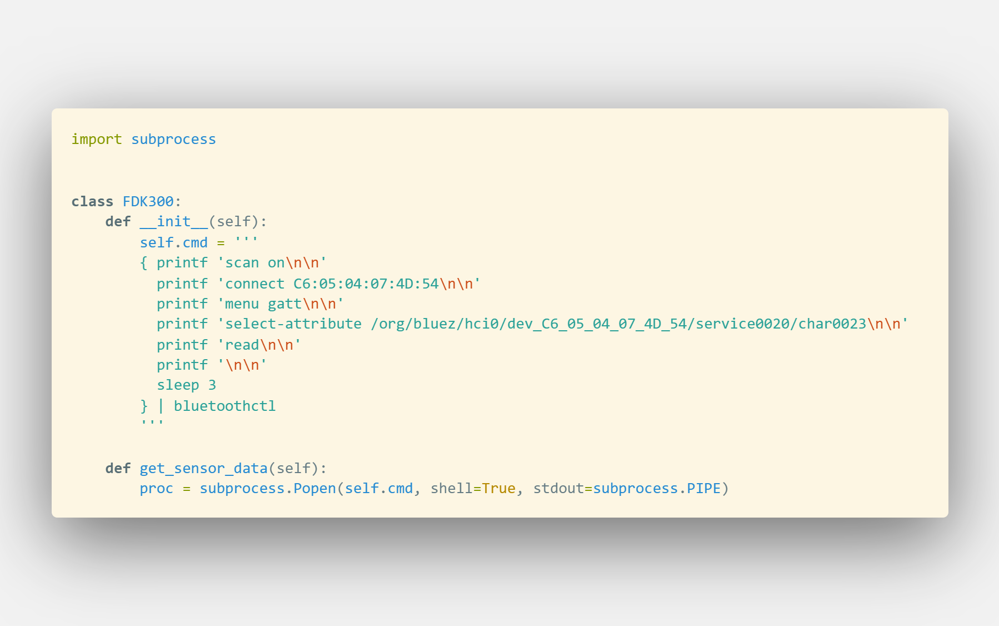 import subprocess
class FDK300:
    def __init__(self):
        self.cmd = '''
        { printf 'scan on\n\n'
          printf 'connect C6:05:04:07:4D:54\n\n'
          printf 'menu gatt\n\n'
          printf 'select-attribute /org/bluez/hci0/dev_C6_05_04_07_4D_54/service0020/char0023\n\n'
          printf 'read\n\n'
          printf '\n\n'
          sleep 3
        } | bluetoothctl
        '''
    def get_sensor_data(self):
        proc = subprocess.Popen(self.cmd, shell=True, stdout=subprocess.PIPE)